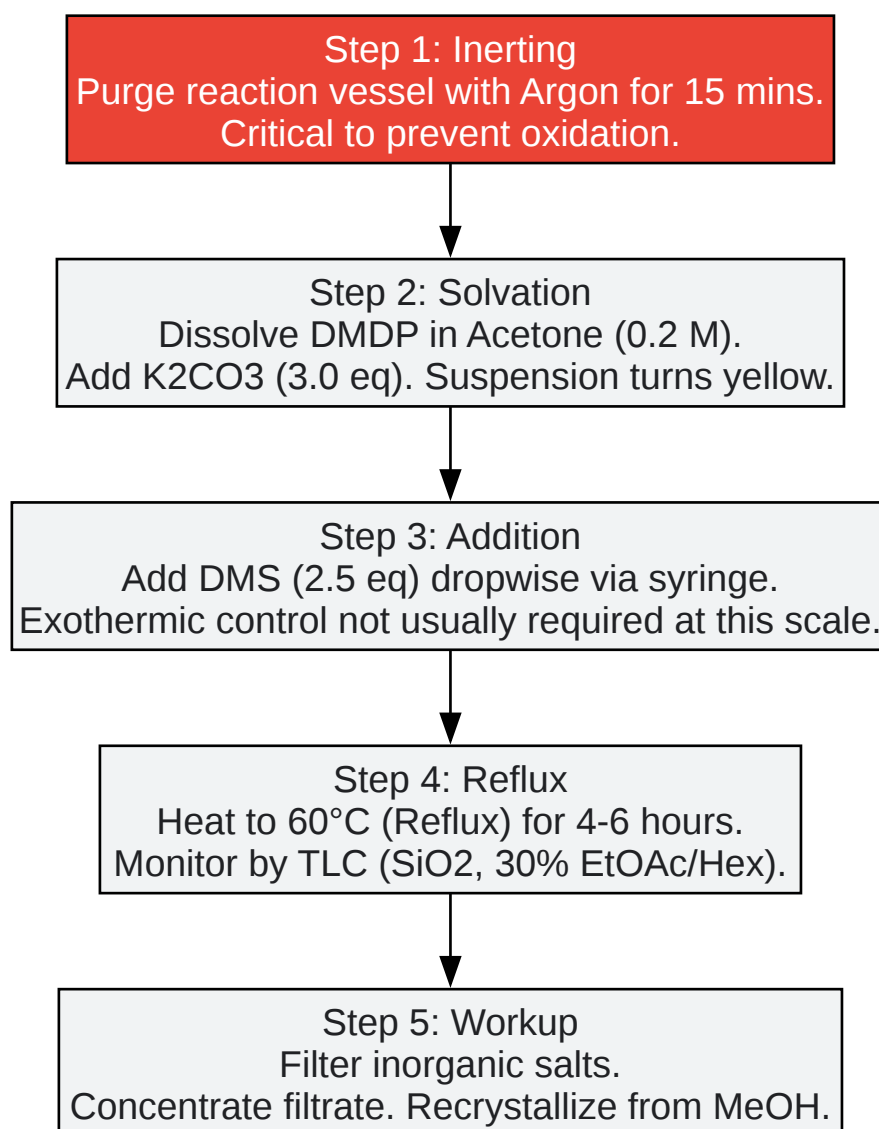 Step 1: Inerting
Purge reaction vessel with Argon for 15 mins.
Critical to prevent oxidation.
Step 2: Solvation
Dissolve DMDP in Acetone (0.2 M).
Add K2CO3 (3.0 eq). Suspension turns yellow.
Step 3: Addition
Add DMS (2.5 eq) dropwise via syringe.
Exothermic control not usually required at this scale.
Step 4: Reflux
Heat to 60°C (Reflux) for 4-6 hours.
Monitor by TLC (SiO2, 30% EtOAc/Hex).
Step 5: Workup
Filter inorganic salts.
Concentrate filtrate. Recrystallize from MeOH.